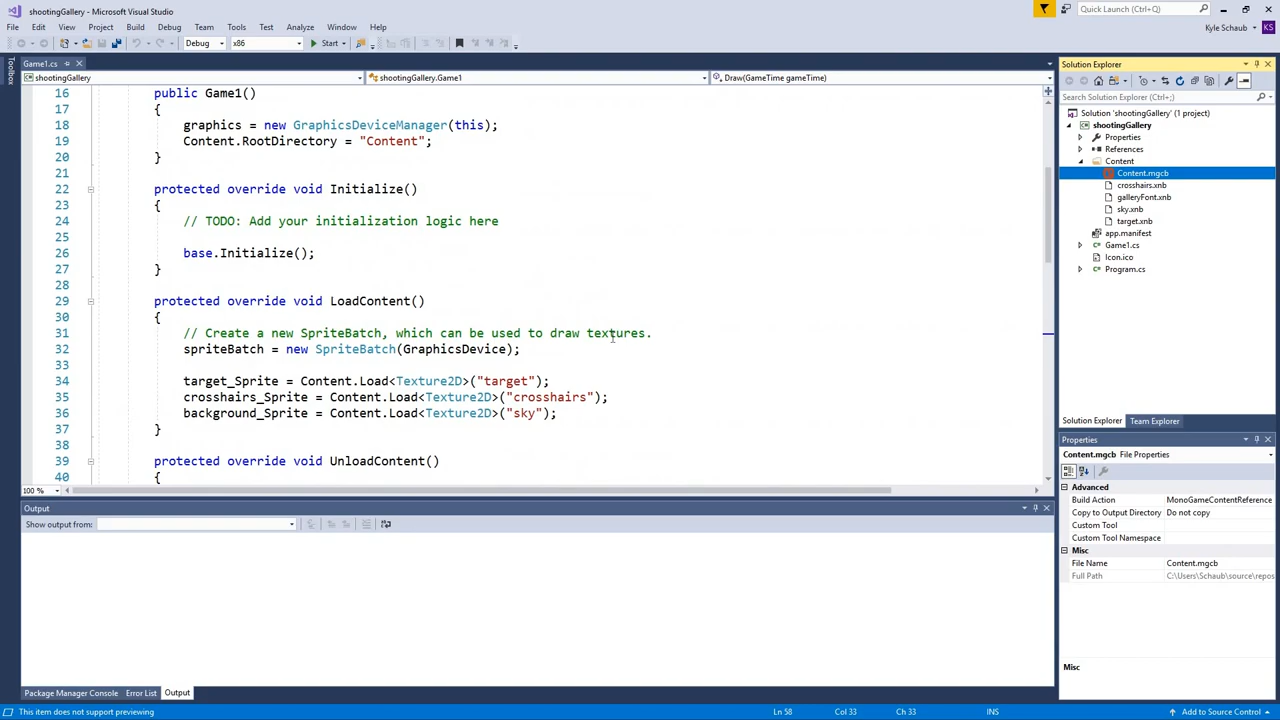 shootingGallery - Microsoft Visual Studio
Quick Launch (Ctrl+Q)
File Edit View Project Build Debug Team Tools Test Analyze Window Help
Kyle Schaub KS
Debug x86 Start
Toolbox
Game1.cs
shootingGallery shootingGallery.Game1 Draw(GameTime gameTime)
16 public Game1()
17 {
18 graphics = new GraphicsDeviceManager(this);
19 Content.RootDirectory = "Content";
20 }
21
22 protected override void Initialize()
23 {
24 // TODO: Add your initialization logic here
25
26 base.Initialize();
27 }
28
29 protected override void LoadContent()
30 {
31 // Create a new SpriteBatch, which can be used to draw textures.
32 spriteBatch = new SpriteBatch(GraphicsDevice);
33
34 target_Sprite = Content.Load<Texture2D>("target");
35 crosshairs_Sprite = Content.Load<Texture2D>("crosshairs");
36 background_Sprite = Content.Load<Texture2D>("sky");
37 }
38
39 protected override void UnloadContent()
40 {
100 %
Output
Show output from:
Package Manager Console Error List Output
Solution Explorer
Search Solution Explorer (Ctrl+;)
Solution 'shootingGallery' (1 project)
shootingGallery
Properties
References
Content
Content.mgcb
crosshairs.xnb
galleryFont.xnb
sky.xnb
target.xnb
app.manifest
Game1.cs
Icon.ico
Program.cs
Solution Explorer Team Explorer
Properties
Content.mgcb File Properties
Advanced
Build Action MonoGameContentReference
Copy to Output Directory Do not copy
Custom Tool
Custom Tool Namespace
Misc
File Name Content.mgcb
Full Path C:\Users\Schaub\source\repos
Misc
This item does not support previewing Ln 58 Col 33 Ch 33 INS Add to Source Control